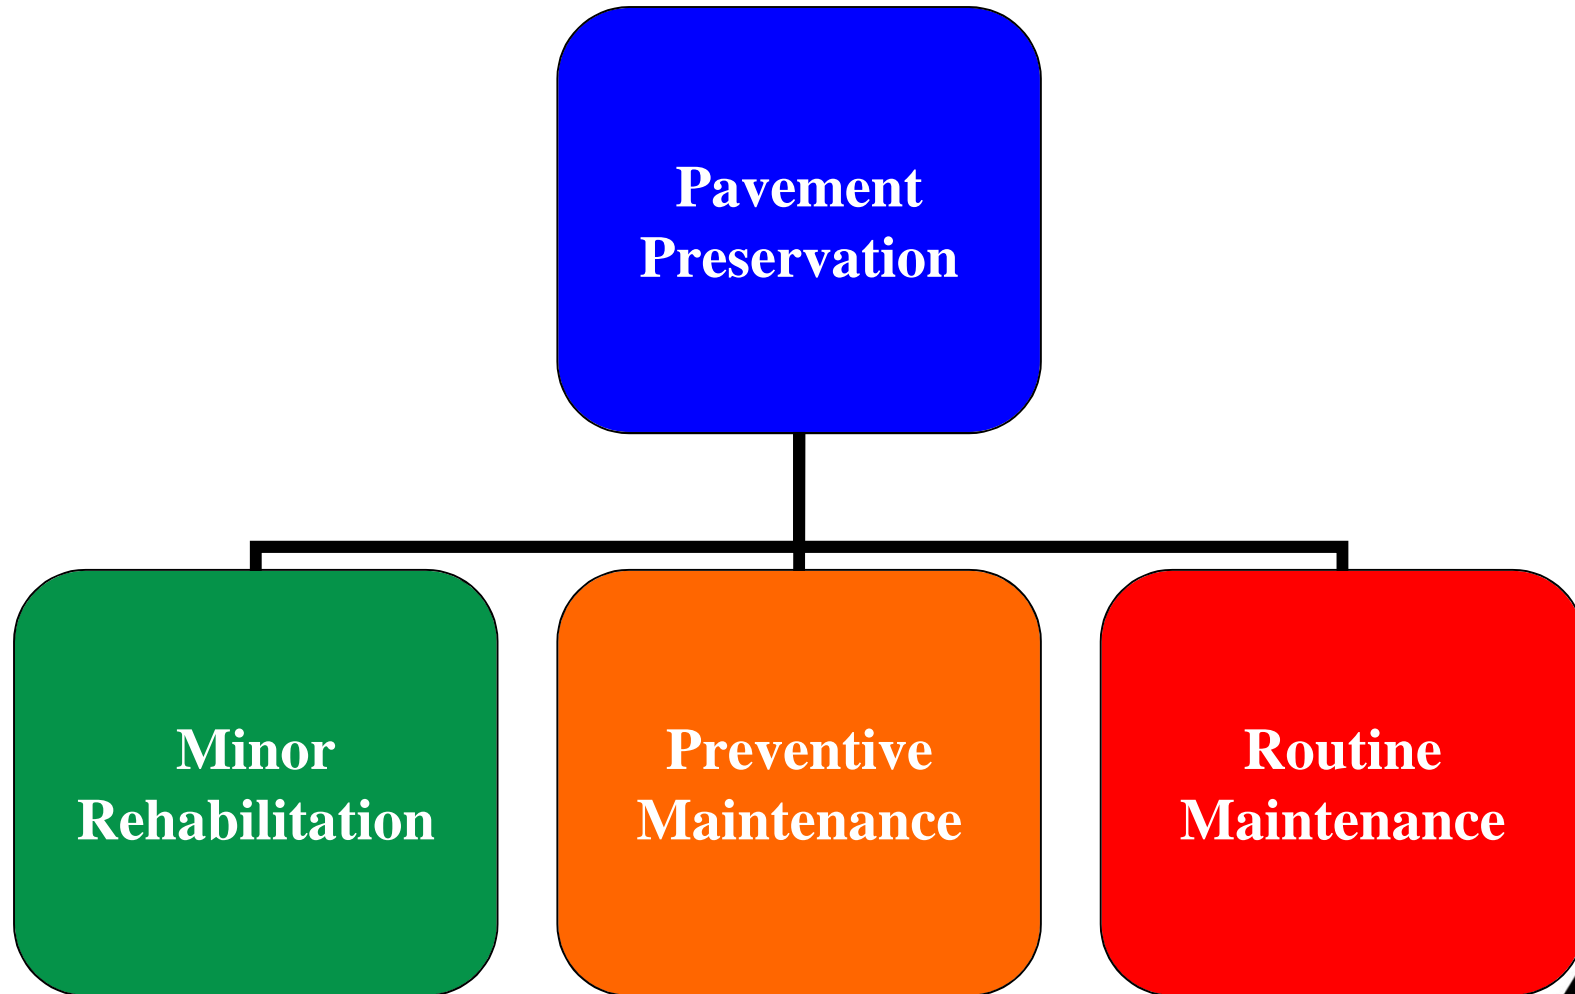 Pavement
Preservation
Minor
Rehabilitation
Preventive
Maintenance
Routine
Maintenance